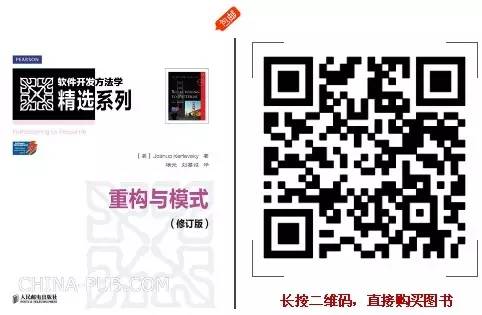 包邮
PEARSON
软件开发方法学
精选系列
Refactoring to Patterns
[美] Joshua Kerievsky 著
杨光 刘基诚 译
重构与模式
(修订版)
CHINA-PUB.COM
人民邮电出版社
长按二维码，直接购买图书